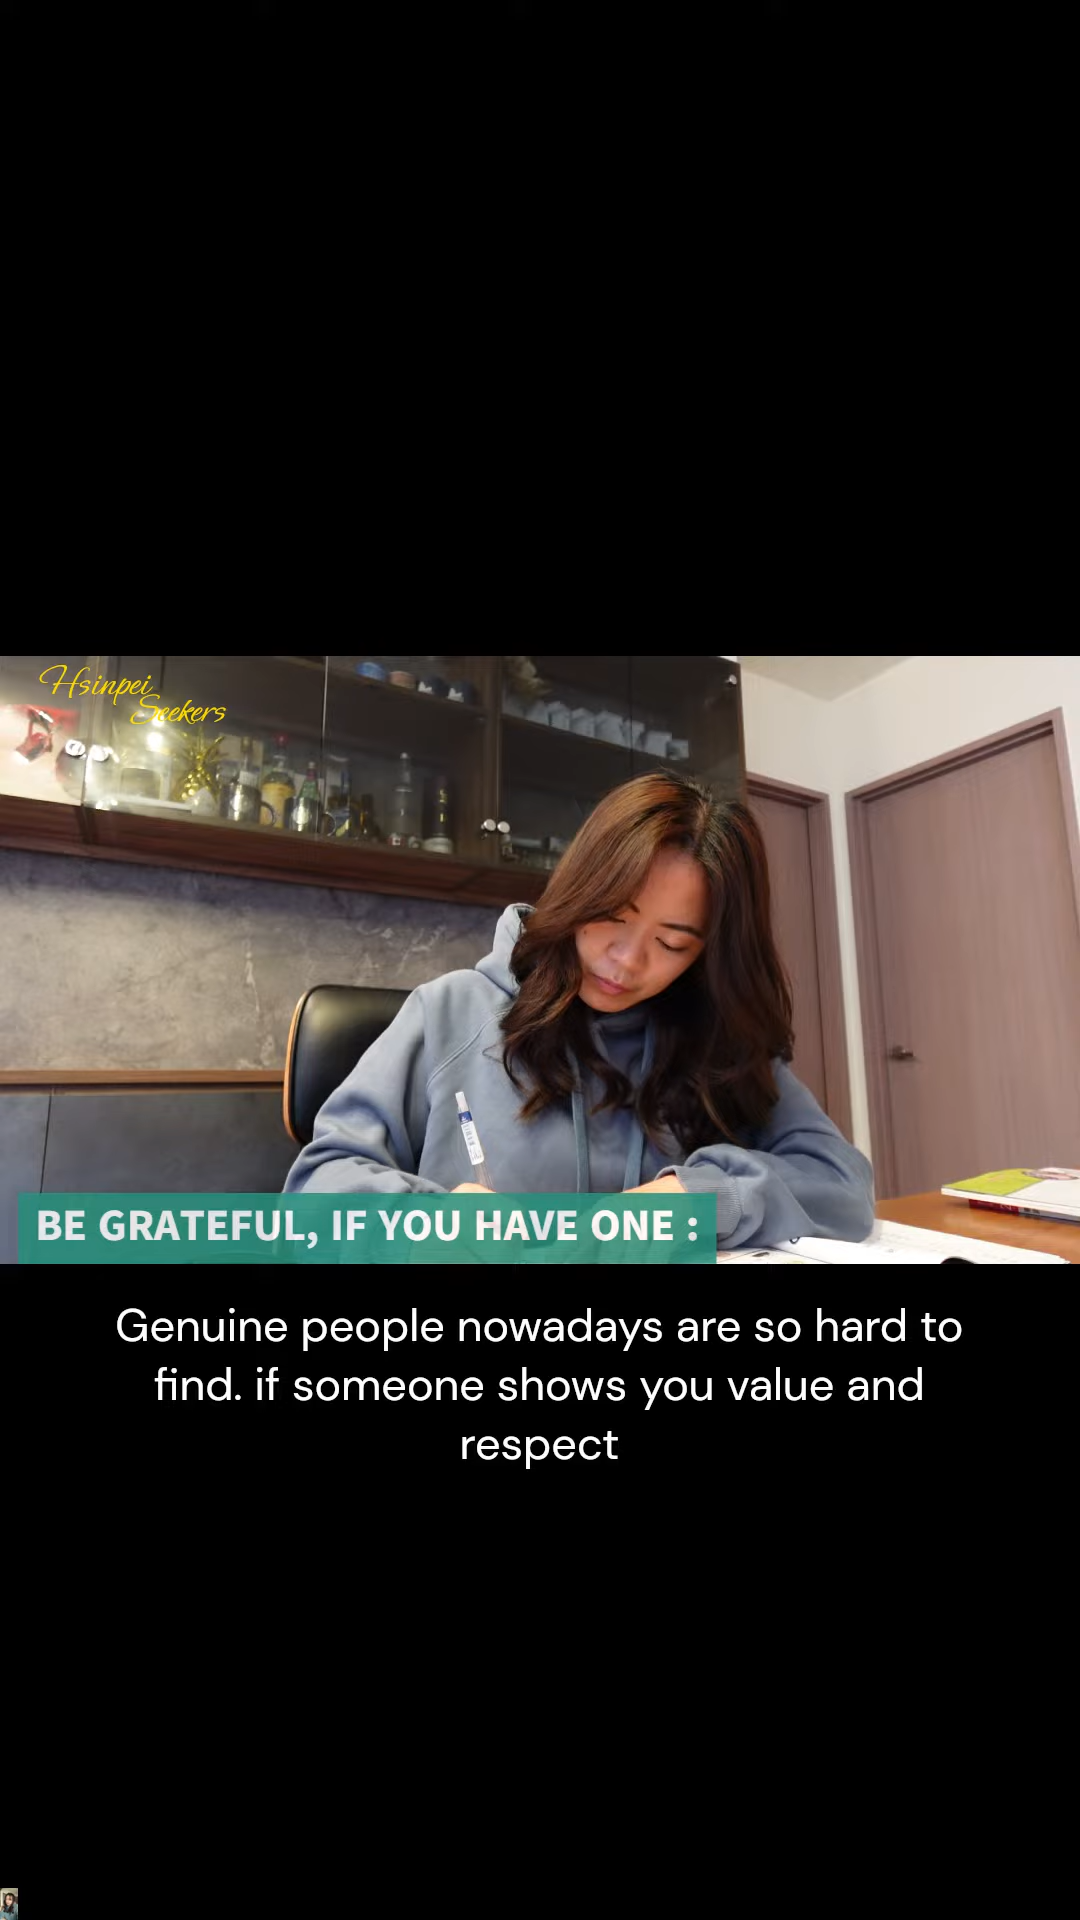 Hsinpei
Seekers
BE GRATEFUL, IF YOU HAVE ONE :
Genuine people nowadays are so hard to
find. if someone shows you value and
respect